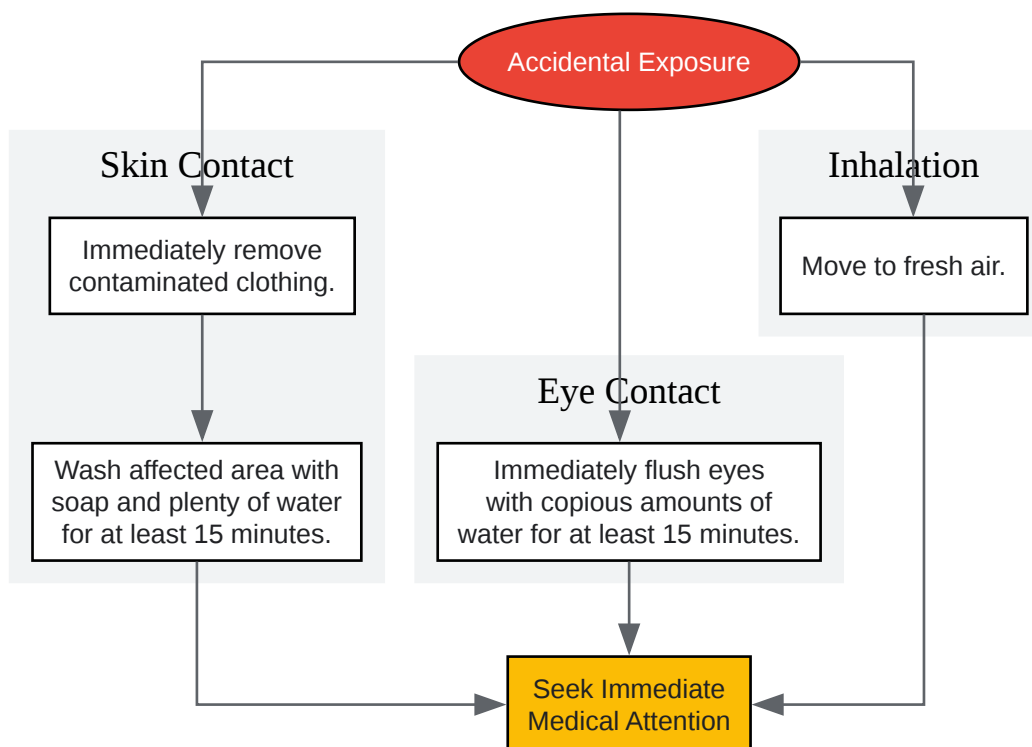 Accidental Exposure
Skin Contact
Immediately remove
contaminated clothing.
Wash affected area with
soap and plenty of water
for at least 15 minutes.
Eye Contact
Immediately flush eyes
with copious amounts of
water for at least 15 minutes.
Inhalation
Move to fresh air.
Seek Immediate
Medical Attention